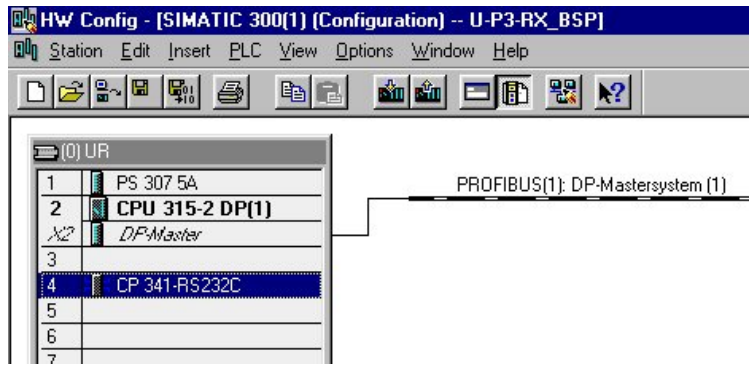 HW Config - [SIMATIC 300(1) (Configuration) -- U-P3-RX_BSP]
Station Edit Insert PLC View Options Window Help
(0) UR
1 PS 307 5A
2 CPU 315-2 DP(1)
X2 DP-Master
3
4 CP 341-RS232C
5
6
7
PROFIBUS(1): DP-Mastersystem (1)